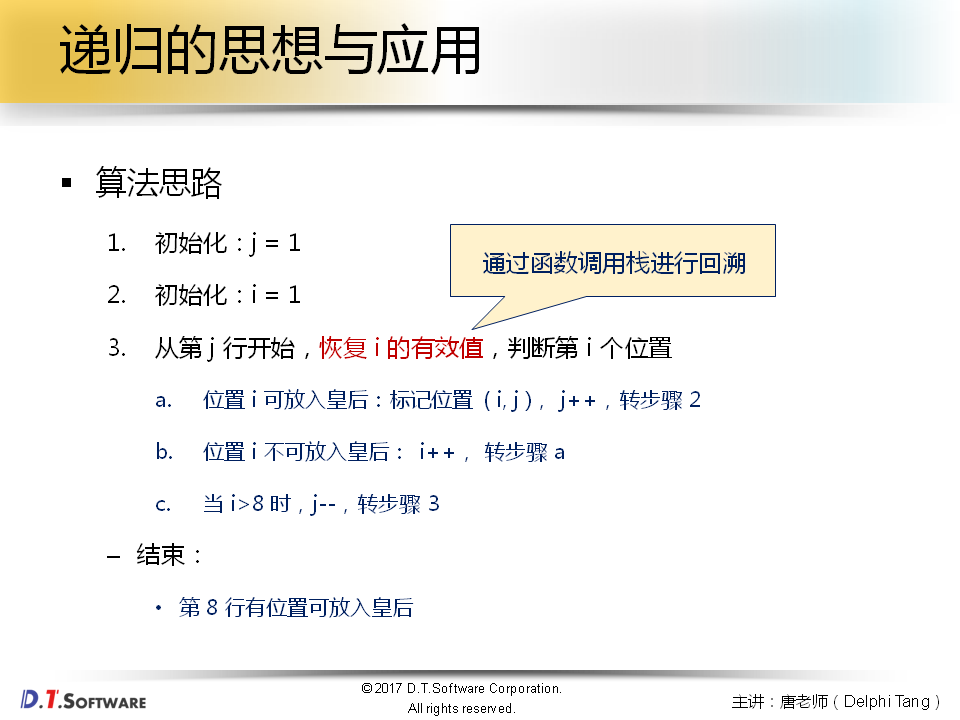 递归的思想与应用
▪ 算法思路
1. 初始化：j = 1
通过函数调用栈进行回溯
2. 初始化：i = 1
3. 从第 j 行开始，恢复 i 的有效值，判断第 i 个位置
a. 位置 i 可放入皇后：标记位置 ( i, j )，j++，转步骤 2
b. 位置 i 不可放入皇后： i++， 转步骤 a
c. 当 i>8 时，j--，转步骤 3
– 结束：
• 第 8 行有位置可放入皇后
D.T.SOFTWARE
©2017 D.T.Software Corporation.
All rights reserved.
主讲：唐老师（Delphi Tang）